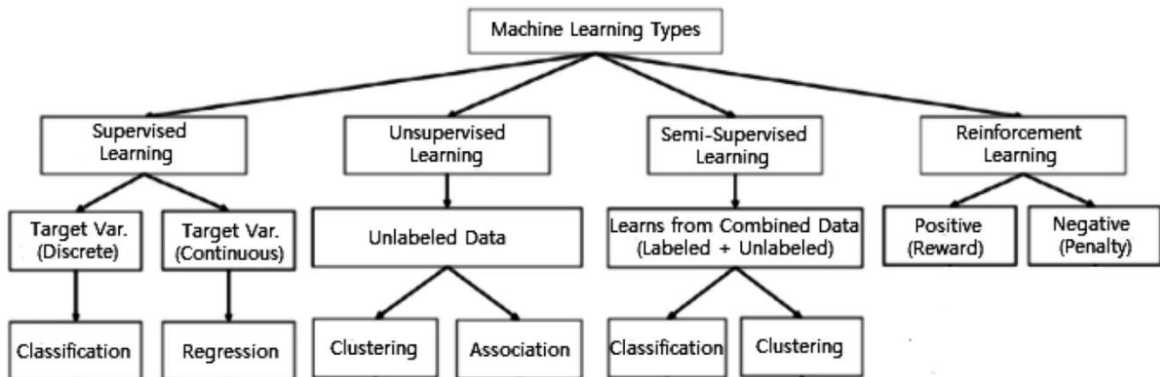 Machine Learning Types
Supervised
Learning
Unsupervised
Learning
Semi-Supervised
Learning
Reinforcement
Learning
Target Var.
(Discrete)
Target Var.
(Continuous)
Unlabeled Data
Learns from Combined Data
(Labeled + Unlabeled)
Positive
(Reward)
Negative
(Penalty)
Classification
Regression
Clustering
Association
Classification
Clustering